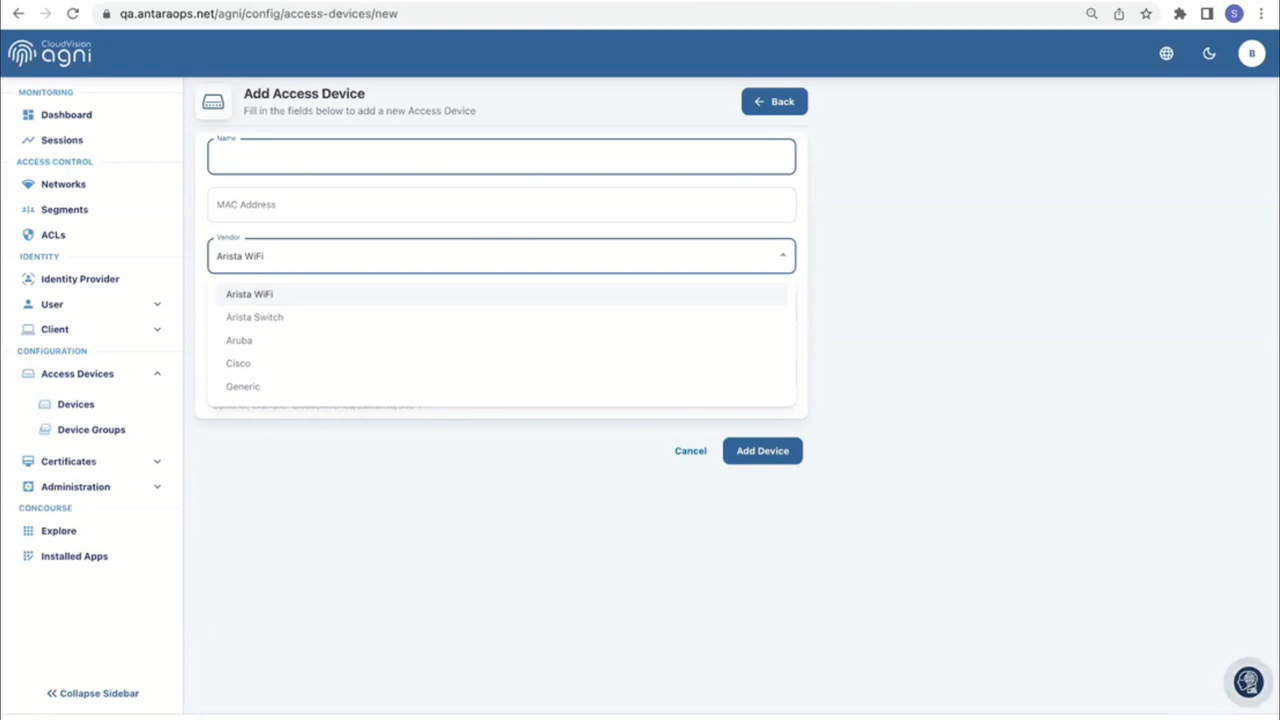 qa.antaraops.net/agni/config/access-devices/new
S
CloudVision
agni
B
MONITORING
Dashboard
Sessions
ACCESS CONTROL
Networks
Segments
ACLs
IDENTITY
Identity Provider
User
Client
CONFIGURATION
Access Devices
Devices
Device Groups
Certificates
Administration
CONCOURSE
Explore
Installed Apps
Collapse Sidebar
Add Access Device
Fill in the fields below to add a new Access Device
Back
Name
MAC Address
Vendor
Arista WiFi
Arista WiFi
Arista Switch
Aruba
Cisco
Generic
Cancel
Add Device